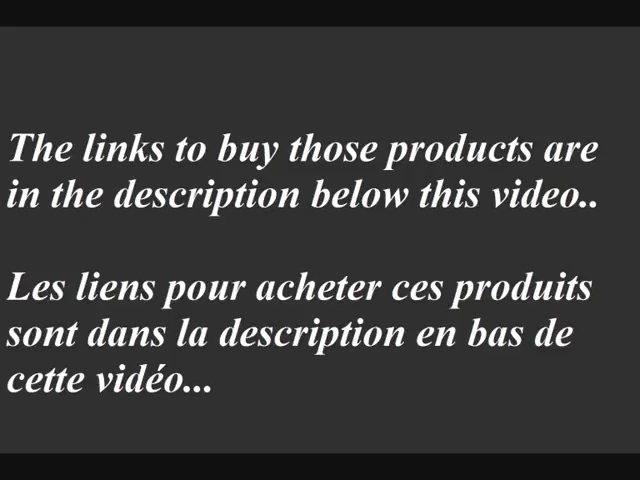 The links to buy those products are
in the description below this video..
Les liens pour acheter ces produits
sont dans la description en bas de
cette vidéo...